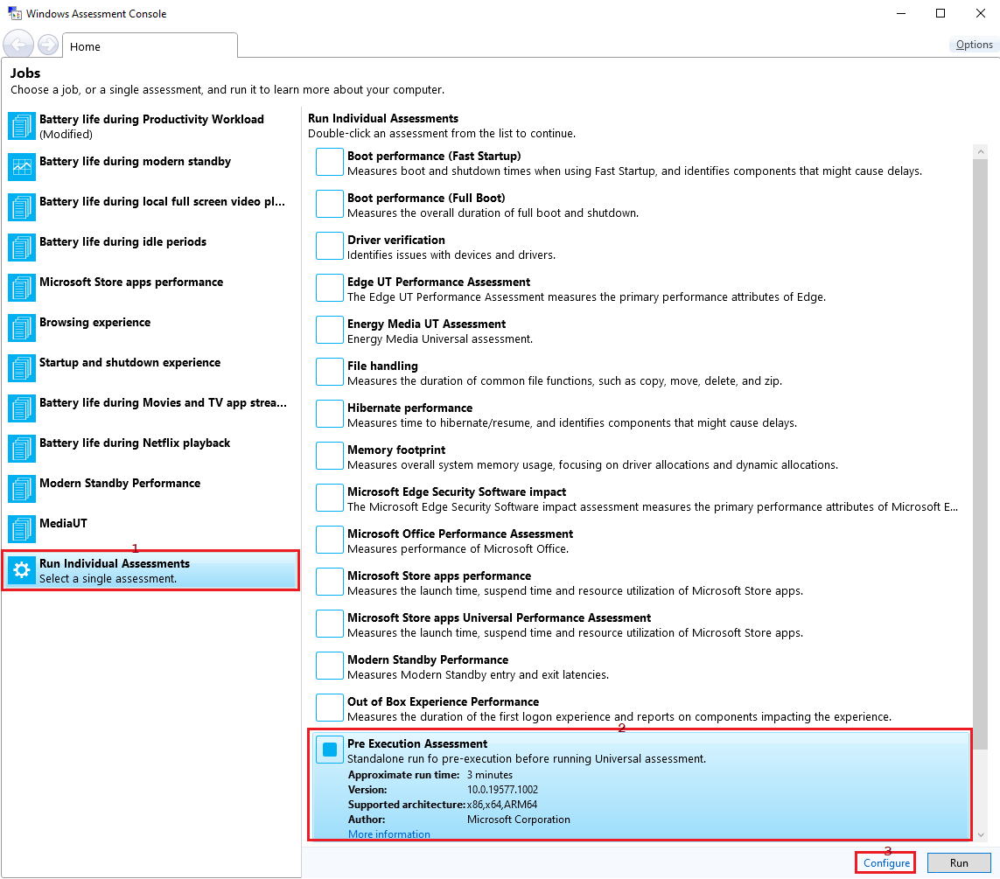 Windows Assessment Console
Home
Options
Jobs
Choose a job, or a single assessment, and run it to learn more about your computer.
Battery life during Productivity Workload
(Modified)
Battery life during modern standby
Battery life during local full screen video pl...
Battery life during idle periods
Microsoft Store apps performance
Browsing experience
Startup and shutdown experience
Battery life during Movies and TV app strea...
Battery life during Netflix playback
Modern Standby Performance
MediaUT
1
Run Individual Assessments
Select a single assessment.
Run Individual Assessments
Double-click an assessment from the list to continue.
Boot performance (Fast Startup)
Measures boot and shutdown times when using Fast Startup, and identifies components that might cause delays.
Boot performance (Full Boot)
Measures the overall duration of full boot and shutdown.
Driver verification
Identifies issues with devices and drivers.
Edge UT Performance Assessment
The Edge UT Performance Assessment measures the primary performance attributes of Edge.
Energy Media UT Assessment
Energy Media Universal assessment.
File handling
Measures the duration of common file functions, such as copy, move, delete, and zip.
Hibernate performance
Measures time to hibernate/resume, and identifies components that might cause delays.
Memory footprint
Measures overall system memory usage, focusing on driver allocations and dynamic allocations.
Microsoft Edge Security Software impact
The Microsoft Edge Security Software impact assessment measures the primary performance attributes of Microsoft E...
Microsoft Office Performance Assessment
Measures performance of Microsoft Office.
Microsoft Store apps performance
Measures the launch time, suspend time and resource utilization of Microsoft Store apps.
Microsoft Store apps Universal Performance Assessment
Measures the launch time, suspend time and resource utilization of Microsoft Store apps.
Modern Standby Performance
Measures Modern Standby entry and exit latencies.
Out of Box Experience Performance
Measures the duration of the first logon experience and reports on components impacting the experience.
2
Pre Execution Assessment
Standalone run fo pre-execution before running Universal assessment.
Approximate run time: 3 minutes
Version: 10.0.19577.1002
Supported architecture: x86,x64,ARM64
Author: Microsoft Corporation
More information
3
Configure
Run